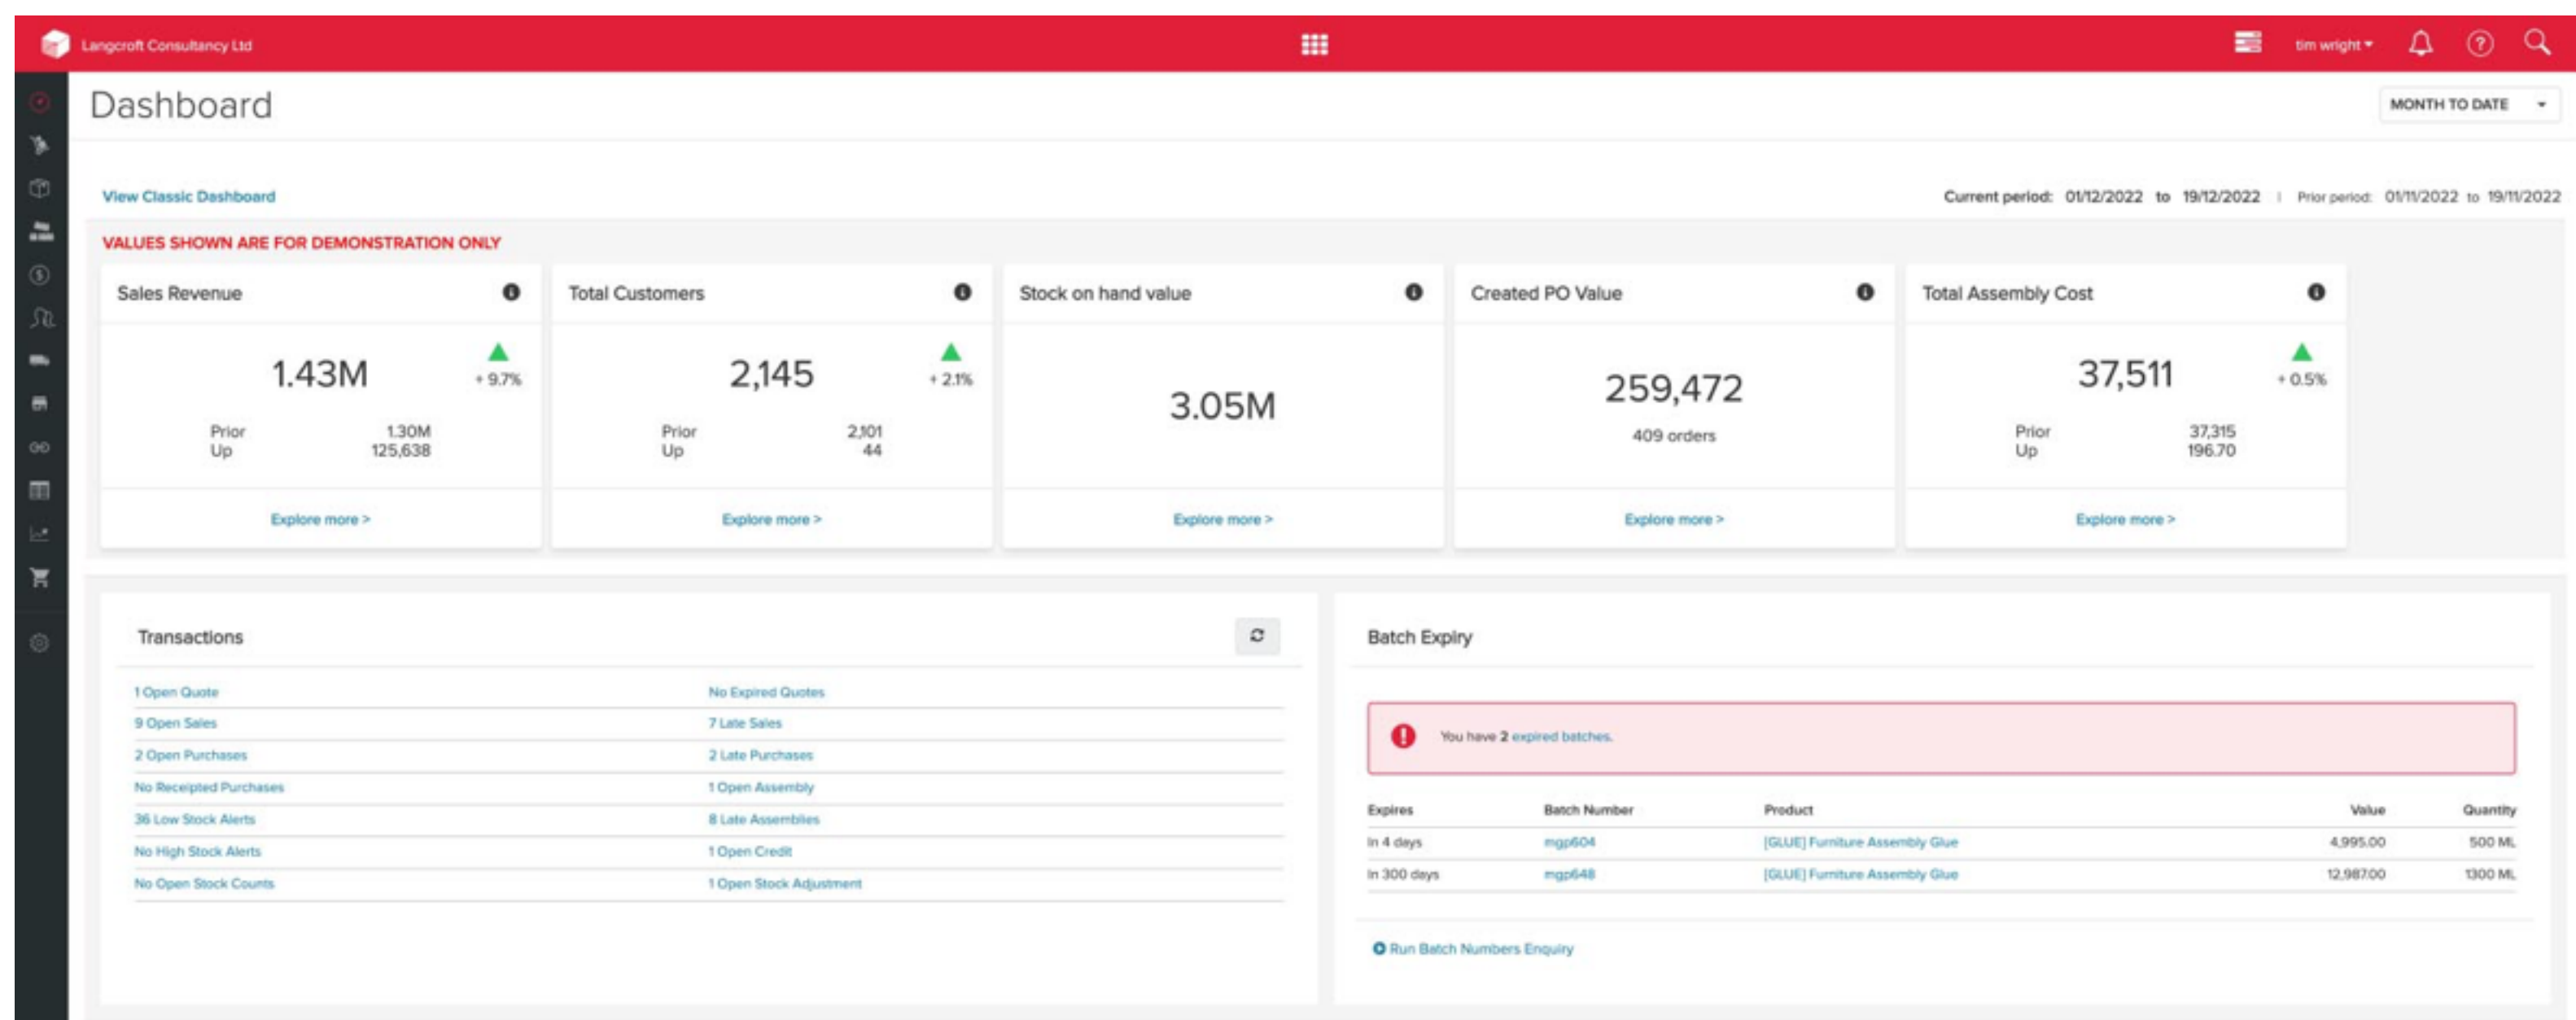 Langcroft Consultancy Ltd
tim wright
Dashboard
MONTH TO DATE
View Classic Dashboard
Current period: 01/12/2022 to 19/12/2022 | Prior period: 01/11/2022 to 19/11/2022
VALUES SHOWN ARE FOR DEMONSTRATION ONLY
Sales Revenue
1.43M
+ 9.7%
Prior 1.30M
Up 125,638
Explore more >
Total Customers
2,145
+ 2.1%
Prior 2,101
Up 44
Explore more >
Stock on hand value
3.05M
Explore more >
Created PO Value
259,472
409 orders
Explore more >
Total Assembly Cost
37,511
+ 0.5%
Prior 37,315
Up 196.70
Explore more >
Transactions
1 Open Quote No Expired Quotes
9 Open Sales 7 Late Sales
2 Open Purchases 2 Late Purchases
No Receipted Purchases 1 Open Assembly
36 Low Stock Alerts 8 Late Assemblies
No High Stock Alerts 1 Open Credit
No Open Stock Counts 1 Open Stock Adjustment
Batch Expiry
You have 2 expired batches.
Expires Batch Number Product Value Quantity
In 4 days mgp604 [GLUE] Furniture Assembly Glue 4,995.00 500 ML
In 300 days mgp648 [GLUE] Furniture Assembly Glue 12,987.00 1300 ML
Run Batch Numbers Enquiry